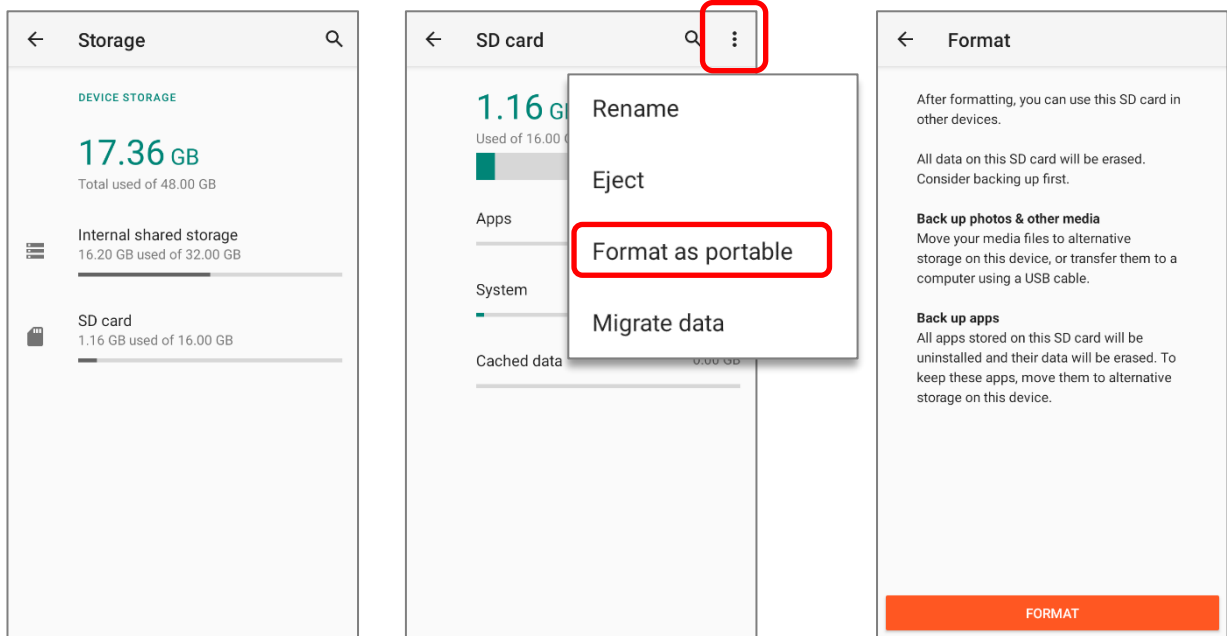 Storage
DEVICE STORAGE
17.36 GB
Total used of 48.00 GB
Internal shared storage
16.20 GB used of 32.00 GB
SD card
1.16 GB used of 16.00 GB
SD card
1.16
Used of 16.00
Apps
System
Cached data
Rename
Eject
Format as portable
Migrate data
Format
After formatting, you can use this SD card in
other devices.
All data on this SD card will be erased.
Consider backing up first.
Back up photos & other media
Move your media files to alternative
storage on this device, or transfer them to a
computer using a USB cable.
Back up apps
All apps stored on this SD card will be
uninstalled and their data will be erased. To
keep these apps, move them to alternative
storage on this device.
FORMAT